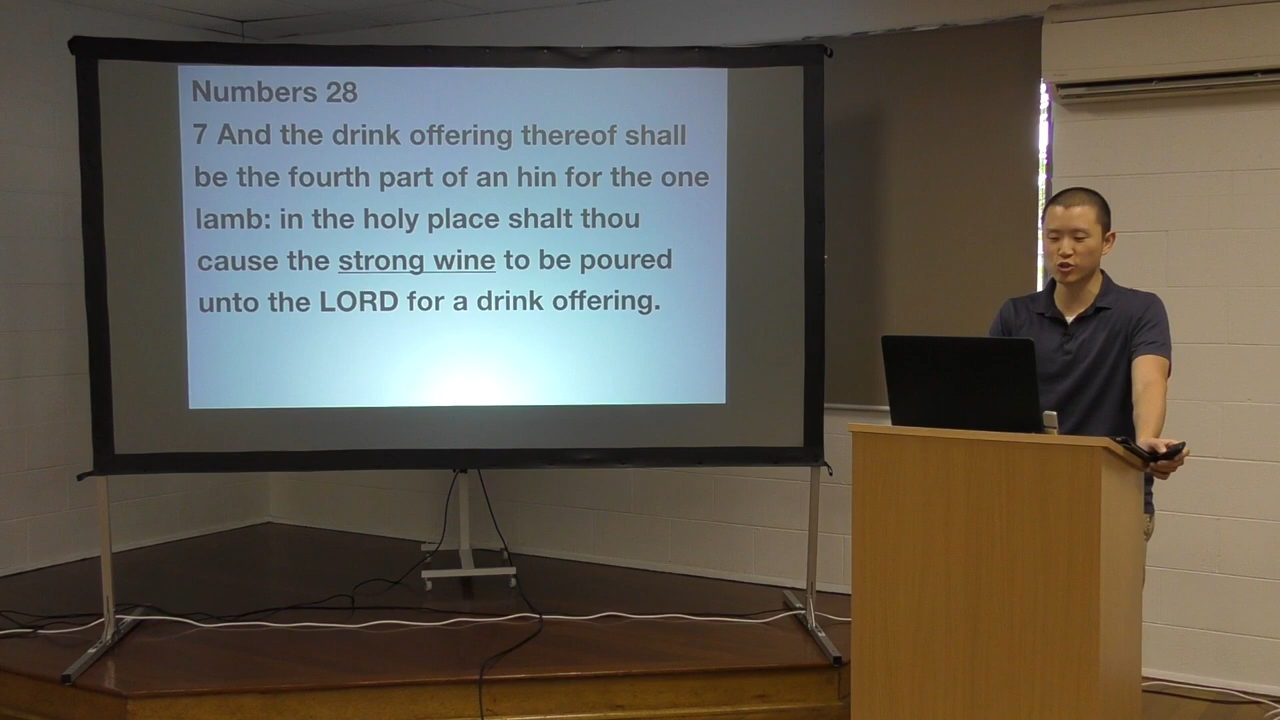 Numbers 28
7 And the drink offering thereof shall
be the fourth part of an hin for the one
lamb: in the holy place shalt thou
cause the strong wine to be poured
unto the LORD for a drink offering.